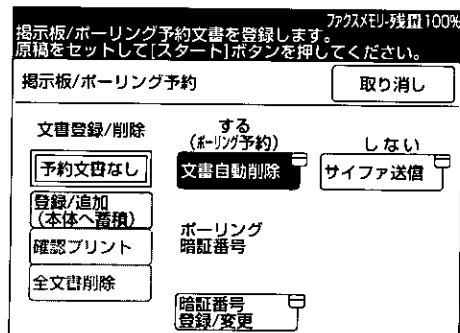 ファクスメモリ-残量100%
掲示板/ポーリング予約文書を登録します。
原稿をセットして[スタート]ボタンを押してください。
掲示板/ポーリング予約
取り消し
文書登録/削除
する
(ポーリング予約)
しない
予約文書なし
文書自動削除
サイファ送信
登録/追加
(本体へ蓄積)
確認プリント
全文書削除
ポーリング
暗証番号
暗証番号
登録/変更